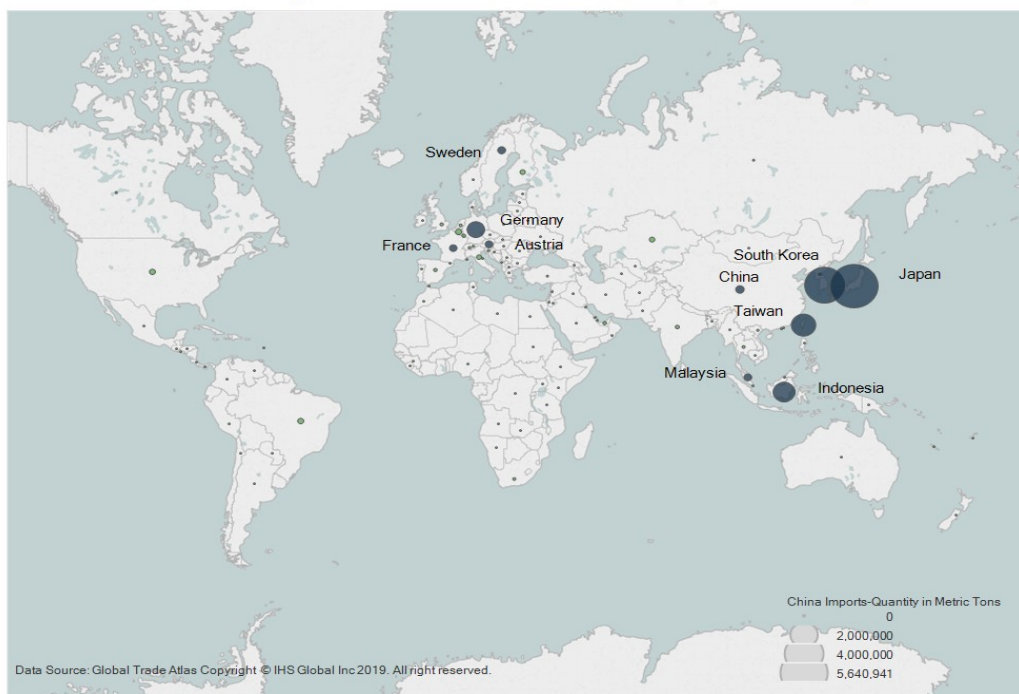 Sweden
Germany
France
Austria
South Korea
China
Japan
Taiwan
Malaysia
Indonesia
China Imports-Quantity in Metric Tons
0
2,000,000
4,000,000
5,640,941
Data Source: Global Trade Atlas Copyright © IHS Global Inc 2019. All right reserved.